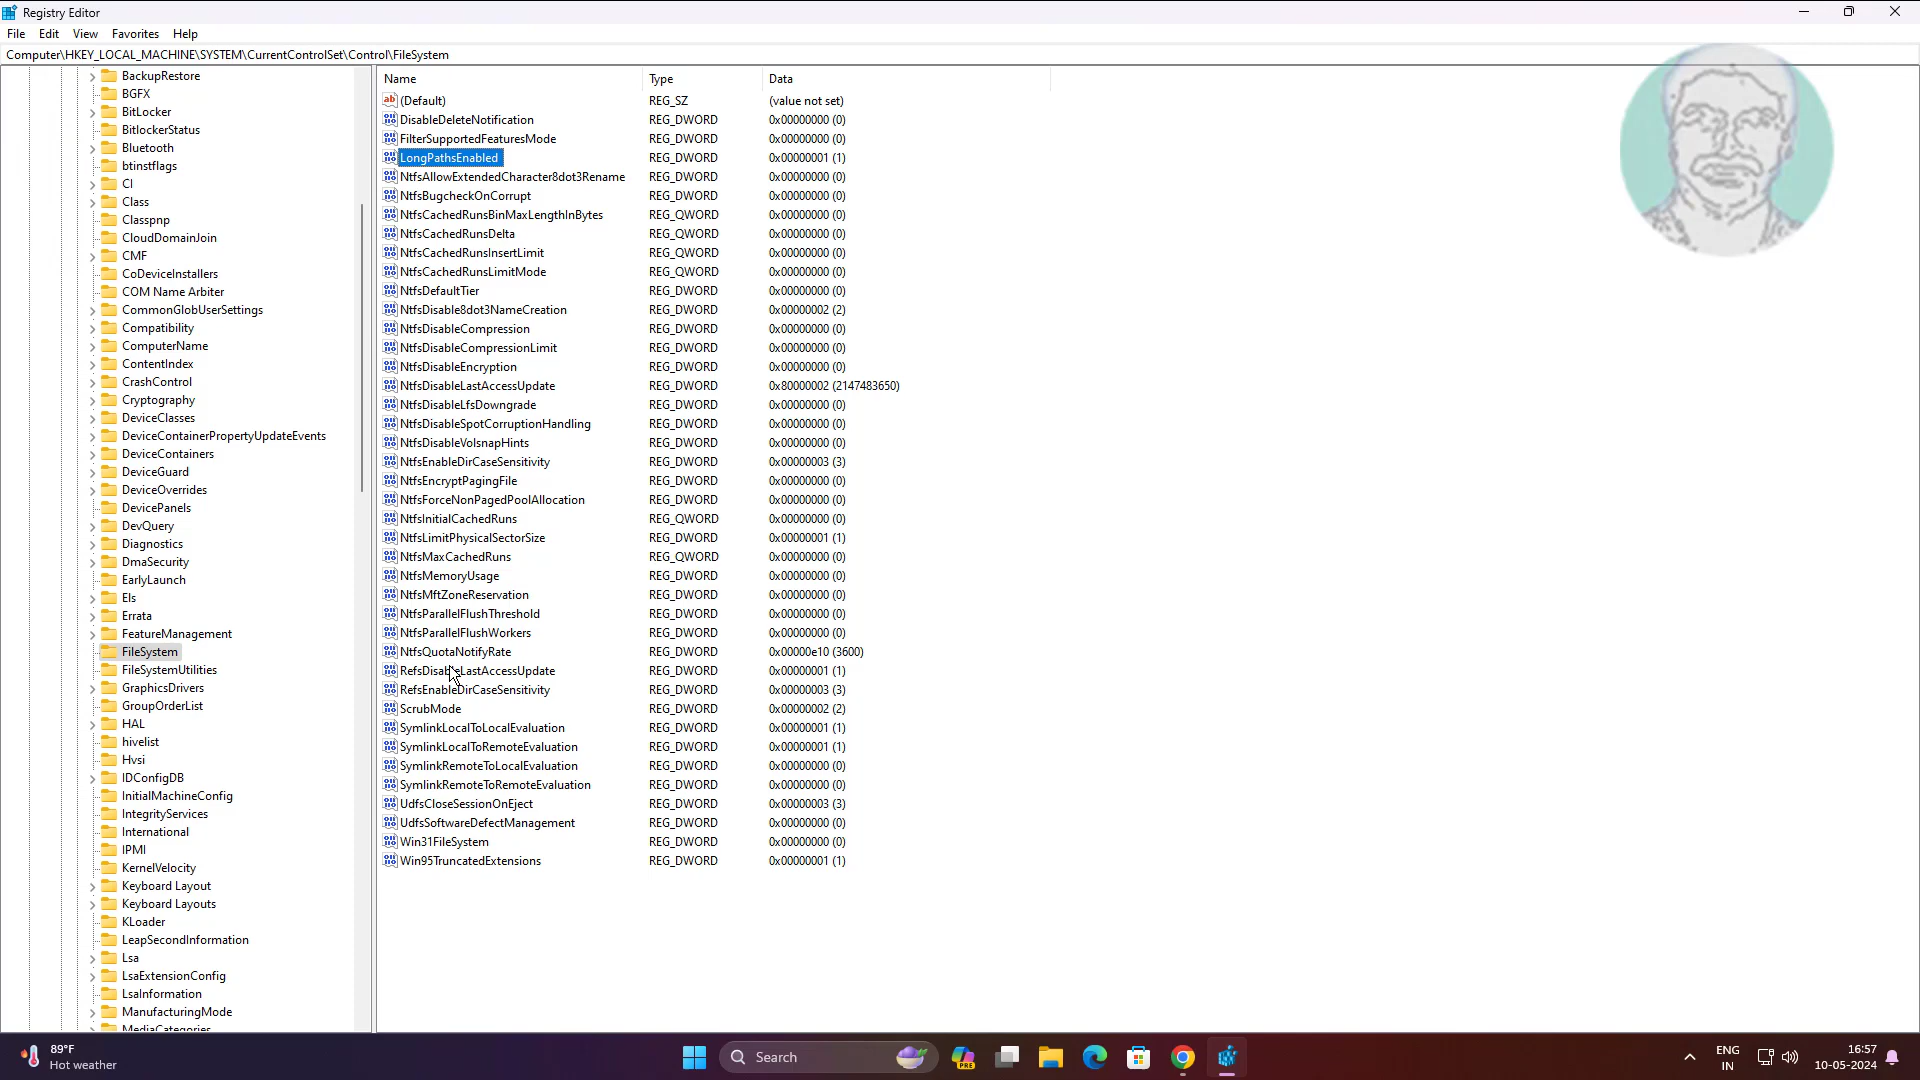 Registry Editor
File Edit View Favorites Help
Computer\HKEY_LOCAL_MACHINE\SYSTEM\CurrentControlSet\Control\FileSystem
BackupRestore
BGFX
BitLocker
BitlockerStatus
Bluetooth
btinstflags
CI
Class
Classpnp
CloudDomainJoin
CMF
CoDeviceInstallers
COM Name Arbiter
CommonGlobUserSettings
Compatibility
ComputerName
ContentIndex
CrashControl
Cryptography
DeviceClasses
DeviceContainerPropertyUpdateEvents
DeviceContainers
DeviceGuard
DeviceOverrides
DevicePanels
DevQuery
Diagnostics
DmaSecurity
EarlyLaunch
Els
Errata
FeatureManagement
FileSystem
FileSystemUtilities
GraphicsDrivers
GroupOrderList
HAL
hivelist
Hvsi
IDConfigDB
InitialMachineConfig
IntegrityServices
International
IPMI
KernelVelocity
Keyboard Layout
Keyboard Layouts
KLoader
LeapSecondInformation
Lsa
LsaExtensionConfig
LsaInformation
ManufacturingMode
MediaCategories
Name Type Data
(Default) REG_SZ (value not set)
DisableDeleteNotification REG_DWORD 0x00000000 (0)
FilterSupportedFeaturesMode REG_DWORD 0x00000000 (0)
LongPathsEnabled REG_DWORD 0x00000001 (1)
NtfsAllowExtendedCharacter8dot3Rename REG_DWORD 0x00000000 (0)
NtfsBugcheckOnCorrupt REG_DWORD 0x00000000 (0)
NtfsCachedRunsBinMaxLengthInBytes REG_QWORD 0x00000000 (0)
NtfsCachedRunsDelta REG_QWORD 0x00000000 (0)
NtfsCachedRunsInsertLimit REG_QWORD 0x00000000 (0)
NtfsCachedRunsLimitMode REG_QWORD 0x00000000 (0)
NtfsDefaultTier REG_DWORD 0x00000000 (0)
NtfsDisable8dot3NameCreation REG_DWORD 0x00000002 (2)
NtfsDisableCompression REG_DWORD 0x00000000 (0)
NtfsDisableCompressionLimit REG_DWORD 0x00000000 (0)
NtfsDisableEncryption REG_DWORD 0x00000000 (0)
NtfsDisableLastAccessUpdate REG_DWORD 0x80000002 (2147483650)
NtfsDisableLfsDowngrade REG_DWORD 0x00000000 (0)
NtfsDisableSpotCorruptionHandling REG_DWORD 0x00000000 (0)
NtfsDisableVolsnapHints REG_DWORD 0x00000000 (0)
NtfsEnableDirCaseSensitivity REG_DWORD 0x00000003 (3)
NtfsEncryptPagingFile REG_DWORD 0x00000000 (0)
NtfsForceNonPagedPoolAllocation REG_DWORD 0x00000000 (0)
NtfsInitialCachedRuns REG_QWORD 0x00000000 (0)
NtfsLimitPhysicalSectorSize REG_DWORD 0x00000001 (1)
NtfsMaxCachedRuns REG_QWORD 0x00000000 (0)
NtfsMemoryUsage REG_DWORD 0x00000000 (0)
NtfsMftZoneReservation REG_DWORD 0x00000000 (0)
NtfsParallelFlushThreshold REG_DWORD 0x00000000 (0)
NtfsParallelFlushWorkers REG_DWORD 0x00000000 (0)
NtfsQuotaNotifyRate REG_DWORD 0x00000e10 (3600)
RefsDisableLastAccessUpdate REG_DWORD 0x00000001 (1)
RefsEnableDirCaseSensitivity REG_DWORD 0x00000003 (3)
ScrubMode REG_DWORD 0x00000002 (2)
SymlinkLocalToLocalEvaluation REG_DWORD 0x00000001 (1)
SymlinkLocalToRemoteEvaluation REG_DWORD 0x00000001 (1)
SymlinkRemoteToLocalEvaluation REG_DWORD 0x00000000 (0)
SymlinkRemoteToRemoteEvaluation REG_DWORD 0x00000000 (0)
UdfsCloseSessionOnEject REG_DWORD 0x00000003 (3)
UdfsSoftwareDefectManagement REG_DWORD 0x00000000 (0)
Win31FileSystem REG_DWORD 0x00000000 (0)
Win95TruncatedExtensions REG_DWORD 0x00000001 (1)
89°F
Hot weather
Search
PRE
ENG
IN
16:57
10-05-2024